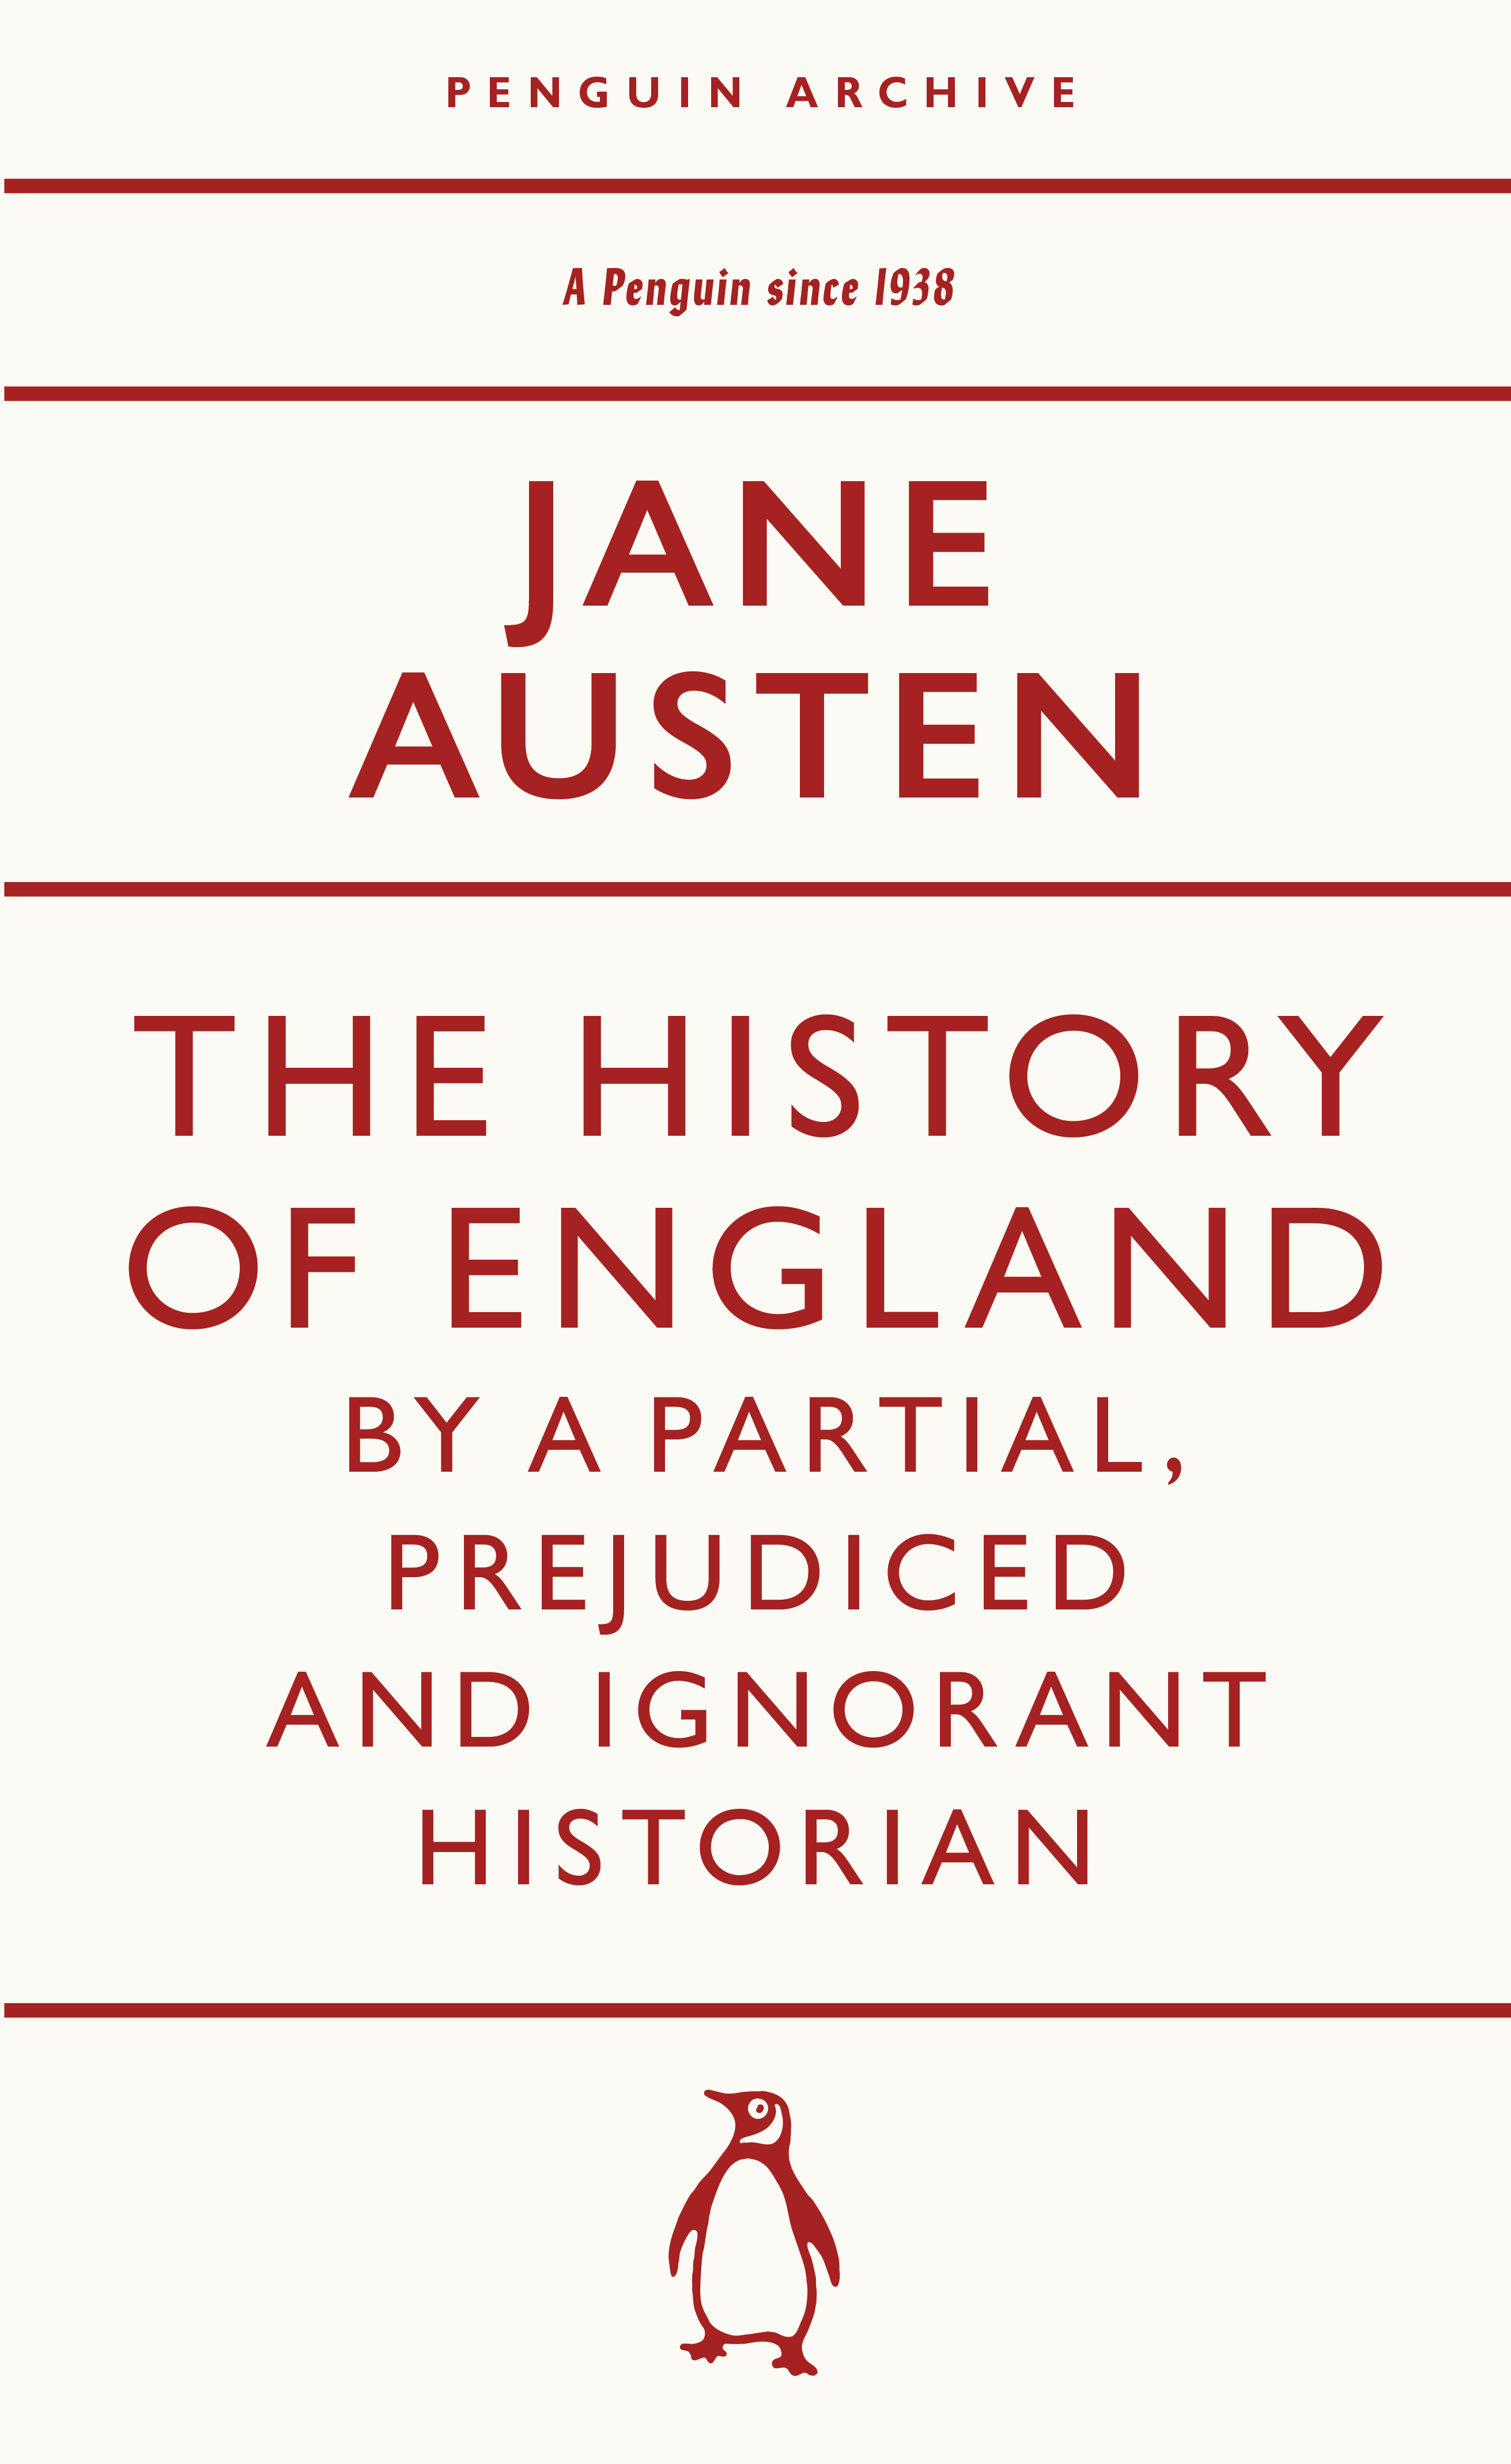 PENGUIN ARCHIVE
A Penguin since 1938
JANE
AUSTEN
THE HISTORY
OF ENGLAND
BY A PARTIAL,
PREJUDICED
AND IGNORANT
HISTORIAN